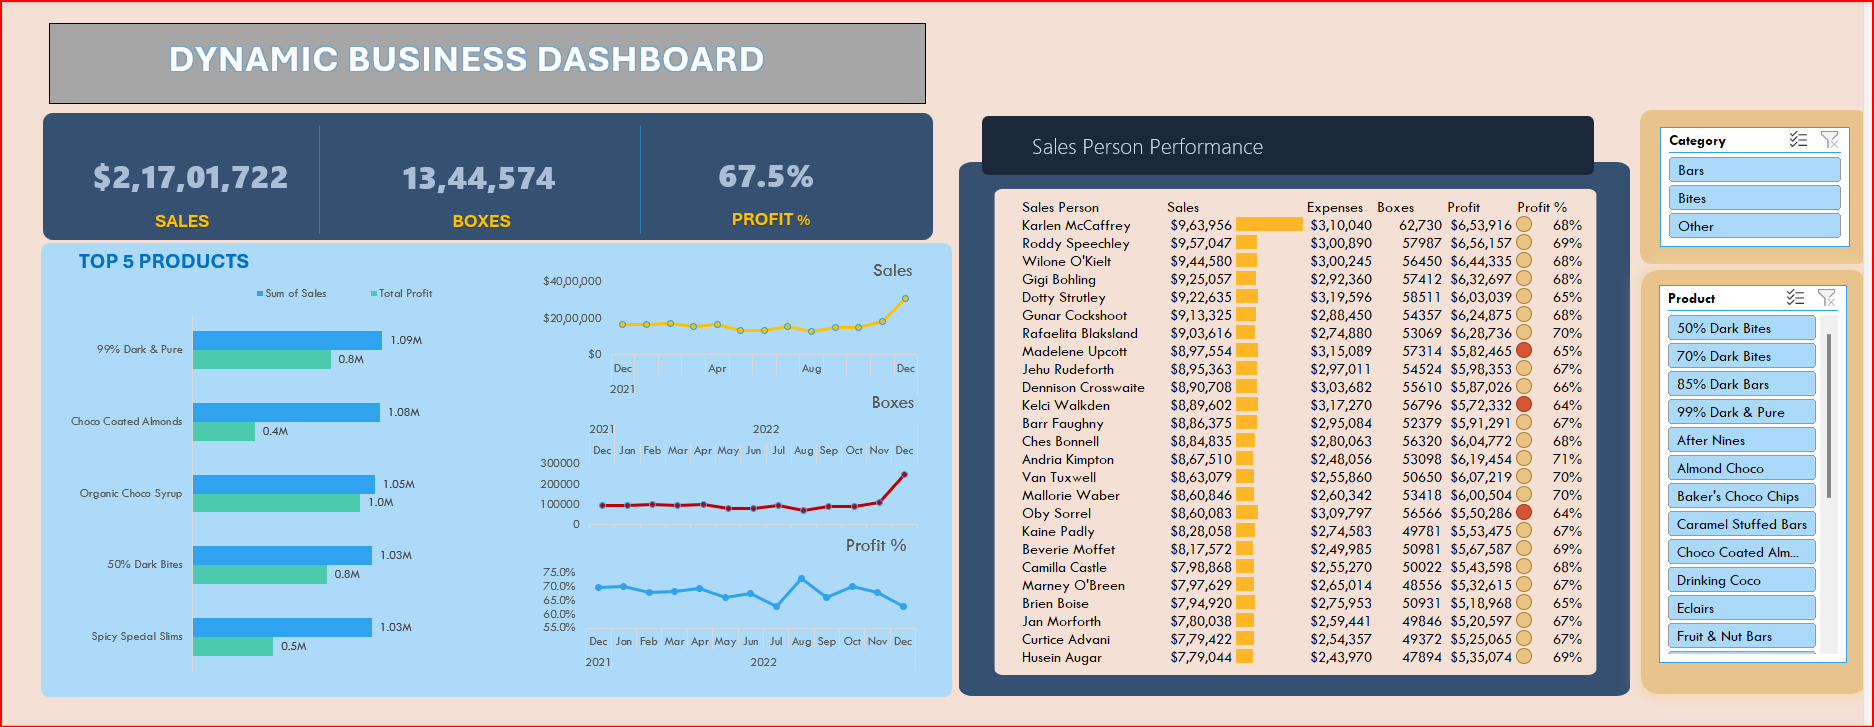 DYNAMIC BUSINESS DASHBOARD
$2,17,01,722
SALES
13,44,574
BOXES
67.5%
PROFIT %
TOP 5 PRODUCTS
Sum of Sales Total Profit
99% Dark & Pure 1.09M
0.8M
Choco Coated Almonds 1.08M
0.4M
Organic Choco Syrup 1.05M
1.0M
50% Dark Bites 1.03M
0.8M
Spicy Special Slims 1.03M
0.5M
Sales
$40,00,000
$20,00,000
$0
Dec Apr Aug Dec
2021
Boxes
2021 2022
Dec Jan Feb Mar Apr May Jun Jul Aug Sep Oct Nov Dec
300000
200000
100000
0
Profit %
75.0%
70.0%
65.0%
60.0%
55.0%
Dec Jan Feb Mar Apr May Jun Jul Aug Sep Oct Nov Dec
2021 2022
Sales Person Performance
Sales Person Sales Expenses Boxes Profit Profit %
Karlen McCaffrey $9,63,956 $3,10,040 62,730 $6,53,916 68%
Roddy Speechley $9,57,047 $3,00,890 57987 $6,56,157 69%
Wilone O'Kielt $9,44,580 $3,00,245 56450 $6,44,335 68%
Gigi Bohling $9,25,057 $2,92,360 57412 $6,32,697 68%
Dotty Strutley $9,22,635 $3,19,596 58511 $6,03,039 65%
Gunar Cockshoot $9,13,325 $2,88,450 54357 $6,24,875 68%
Rafaelita Blaksland $9,03,616 $2,74,880 53069 $6,28,736 70%
Madelene Upcott $8,97,554 $3,15,089 57314 $5,82,465 65%
Jehu Rudeforth $8,95,363 $2,97,011 54524 $5,98,353 67%
Dennison Crosswaite $8,90,708 $3,03,682 55610 $5,87,026 66%
Kelci Walkden $8,89,602 $3,17,270 56796 $5,72,332 64%
Barr Faughny $8,86,375 $2,95,084 52379 $5,91,291 67%
Ches Bonnell $8,84,835 $2,80,063 56320 $6,04,772 68%
Andria Kimpton $8,67,510 $2,48,056 53098 $6,19,454 71%
Van Tuxwell $8,63,079 $2,55,860 50650 $6,07,219 70%
Mallorie Waber $8,60,846 $2,60,342 53418 $6,00,504 70%
Oby Sorrel $8,60,083 $3,09,797 56566 $5,50,286 64%
Kaine Padly $8,28,058 $2,74,583 49781 $5,53,475 67%
Beverie Moffet $8,17,572 $2,49,985 50981 $5,67,587 69%
Camilla Castle $7,98,868 $2,55,270 50022 $5,43,598 68%
Marney O'Breen $7,97,629 $2,65,014 48556 $5,32,615 67%
Brien Boise $7,94,920 $2,75,953 50931 $5,18,968 65%
Jan Morforth $7,80,038 $2,59,441 49846 $5,20,597 67%
Curtice Advani $7,79,422 $2,54,357 49372 $5,25,065 67%
Husein Augar $7,79,044 $2,43,970 47894 $5,35,074 69%
Category
Bars
Bites
Other
Product
50% Dark Bites
70% Dark Bites
85% Dark Bars
99% Dark & Pure
After Nines
Almond Choco
Baker's Choco Chips
Caramel Stuffed Bars
Choco Coated Alm...
Drinking Coco
Eclairs
Fruit & Nut Bars